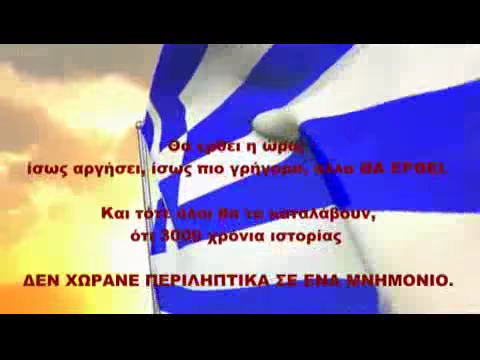 Θα έρθει η ώρα,
ίσως αργήσει, ίσως πιο γρήγορα, αλλα ΘΑ ΕΡΘΕΙ.
Και τότε όλοι θα το καταλάβουν,
ότι 3000 χρόνια ιστορίας
ΔΕΝ ΧΩΡΑΝΕ ΠΕΡΙΛΗΠΤΙΚΑ ΣΕ ΕΝΑ ΜΝΗΜΟΝΙΟ.